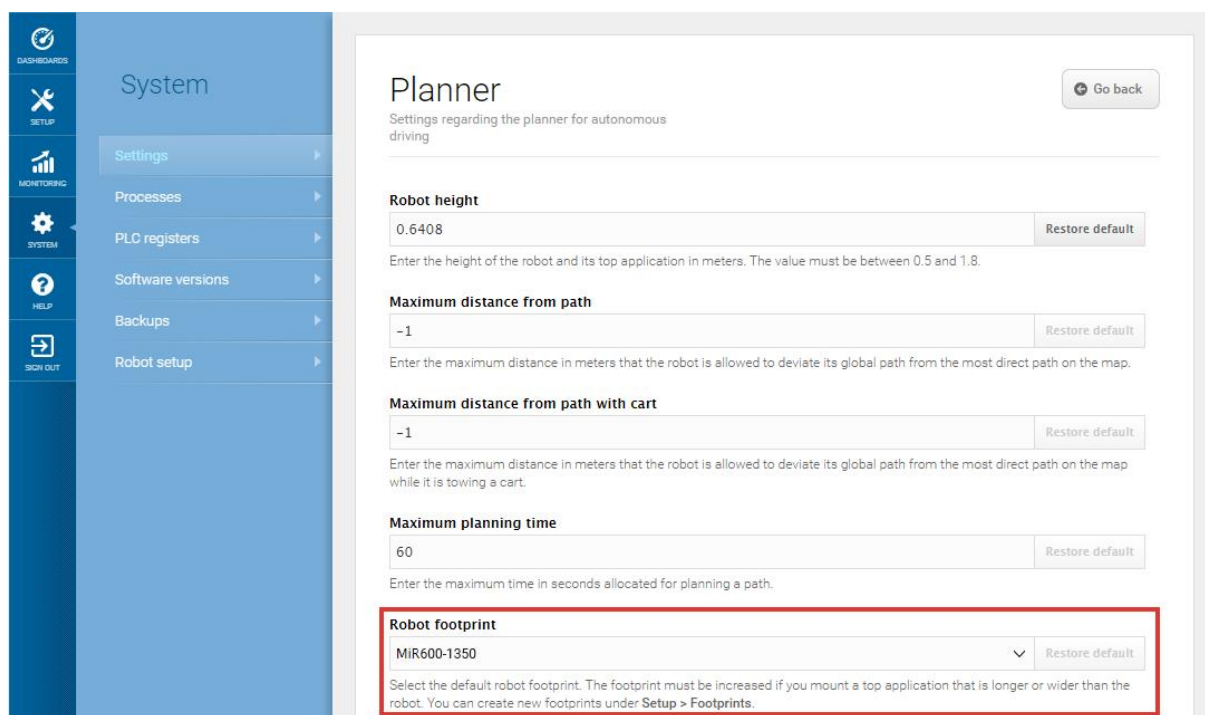 DASHBOARDS
SETUP
MONITORING
SYSTEM
HELP
SIGN OUT
System
Settings
Processes
PLC registers
Software versions
Backups
Robot setup
Planner
Go back
Settings regarding the planner for autonomous
driving
Robot height
0.6408
Restore default
Enter the height of the robot and its top application in meters. The value must be between 0.5 and 1.8.
Maximum distance from path
-1
Restore default
Enter the maximum distance in meters that the robot is allowed to deviate its global path from the most direct path on the map.
Maximum distance from path with cart
-1
Restore default
Enter the maximum distance in meters that the robot is allowed to deviate its global path from the most direct path on the map
while it is towing a cart.
Maximum planning time
60
Restore default
Enter the maximum time in seconds allocated for planning a path.
Robot footprint
MiR600-1350
Restore default
Select the default robot footprint. The footprint must be increased if you mount a top application that is longer or wider than the
robot. You can create new footprints under Setup > Footprints.